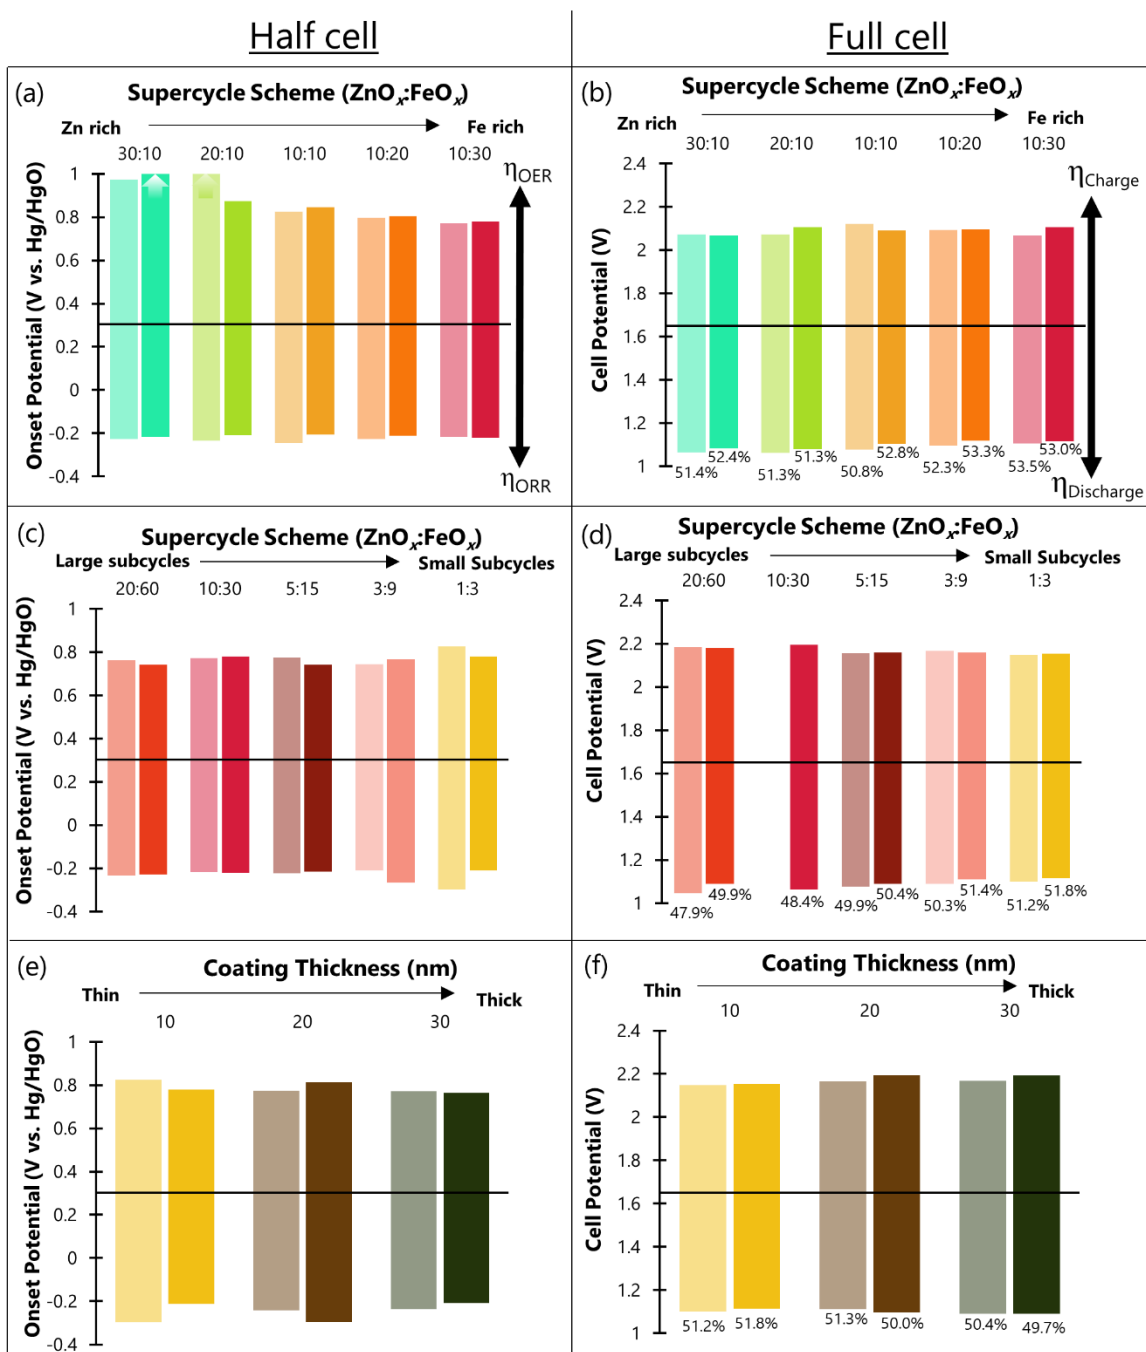 Half cell
Full cell
(a)
Supercycle Scheme (ZnOx:FeOx)
Zn rich
Fe rich
30:10 20:10 10:10 10:20 10:30
1
0.8
0.6
0.4
0.2
0
-0.2
-0.4
Onset Potential (V vs. Hg/HgO)
ηOER
ηORR
(b)
Supercycle Scheme (ZnOx:FeOx)
Zn rich
Fe rich
30:10 20:10 10:10 10:20 10:30
2.4
2.2
2
1.8
1.6
1.4
1.2
1
Cell Potential (V)
ηCharge
ηDischarge
51.4% 52.4% 51.3% 51.3% 50.8% 52.8% 52.3% 53.3% 53.5% 53.0%
(c)
Supercycle Scheme (ZnOx:FeOx)
Large subcycles
Small Subcycles
20:60 10:30 5:15 3:9 1:3
1
0.8
0.6
0.4
0.2
0
-0.2
-0.4
Onset Potential (V vs. Hg/HgO)
(d)
Supercycle Scheme (ZnOx:FeOx)
Large subcycles
Small Subcycles
20:60 10:30 5:15 3:9 1:3
2.4
2.2
2
1.8
1.6
1.4
1.2
1
Cell Potential (V)
47.9% 49.9% 48.4% 49.9% 50.4% 50.3% 51.4% 51.2% 51.8%
(e)
Coating Thickness (nm)
Thin
Thick
10 20 30
1
0.8
0.6
0.4
0.2
0
-0.2
-0.4
Onset Potential (V vs. Hg/HgO)
(f)
Coating Thickness (nm)
Thin
Thick
10 20 30
2.4
2.2
2
1.8
1.6
1.4
1.2
1
Cell Potential (V)
51.2% 51.8% 51.3% 50.0% 50.4% 49.7%